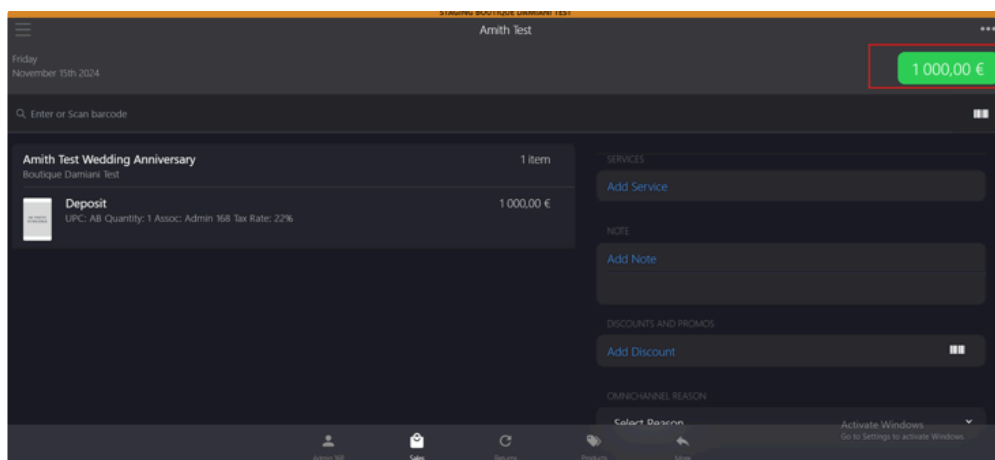 STAGING BOUTIQUE DAMIANI TEST
Amith Test
Friday
November 15th 2024
1 000,00 €
Enter or Scan barcode
Amith Test Wedding Anniversary
1 item
Boutique Damiani Test
Deposit
1 000,00 €
UPC: AB Quantity: 1 Assoc: Admin 168 Tax Rate: 22%
SERVICES
Add Service
NOTE
Add Note
DISCOUNTS AND PROMOS
Add Discount
OMNICHANNEL REASON
Select Reason
Activate Windows
Go to Settings to activate Windows.
Admin 168
Sales
Returns
Products
More